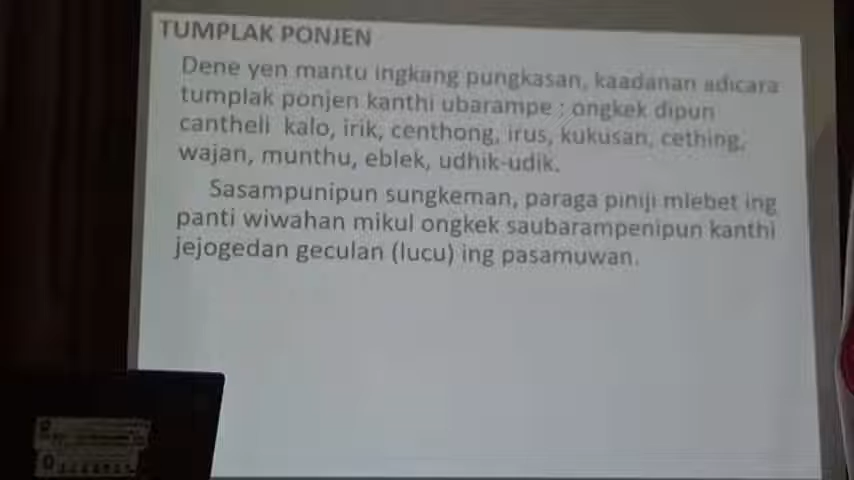 TUMPLAK PONJEN
Dene yen mantu ingkang pungkasan, kaadanan adicara
tumplak ponjen kanthi ubarampe : ongkek dipun
cantheli kalo, irik, centhong, irus, kukusan, cething,
wajan, munthu, eblek, udhik-udik.
Sasampunipun sungkeman, paraga piniji mlebet ing
panti wiwahan mikul ongkek saubarampenipun kanthi
jejogedan geculan (lucu) ing pasamuwan.